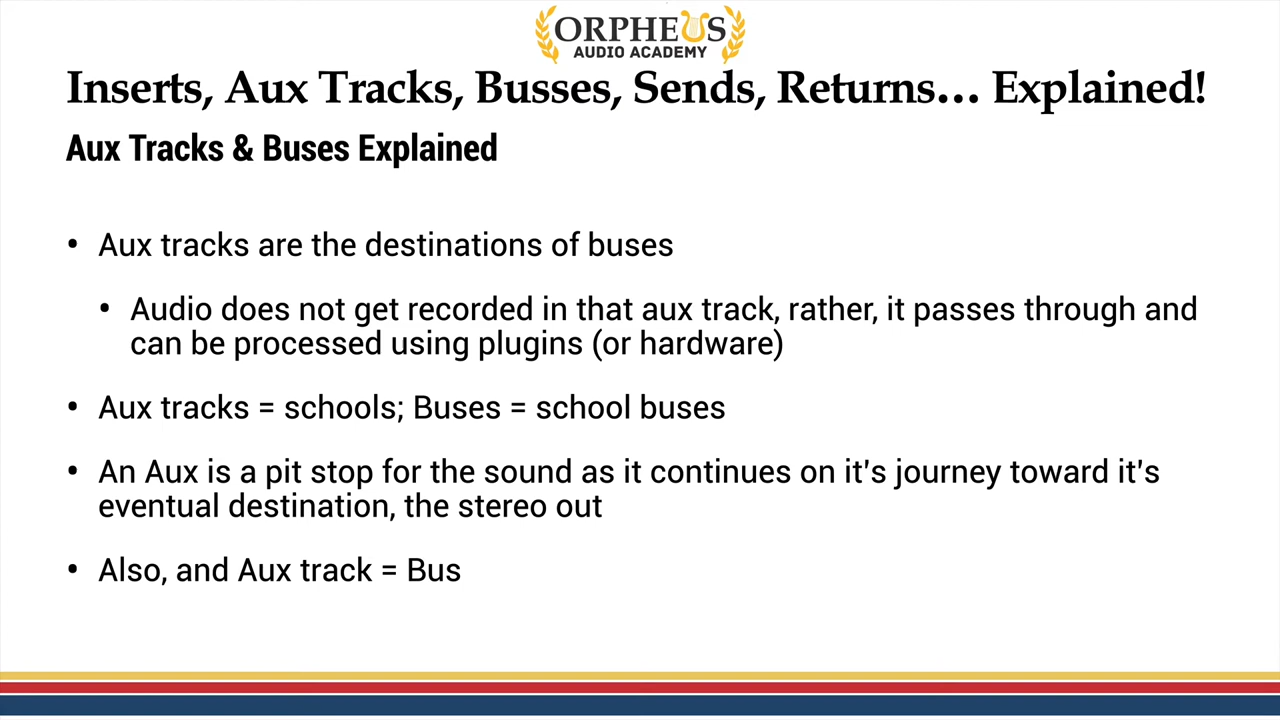 ORPHEUS
AUDIO ACADEMY
Inserts, Aux Tracks, Busses, Sends, Returns… Explained!
Aux Tracks & Buses Explained
• Aux tracks are the destinations of buses
• Audio does not get recorded in that aux track, rather, it passes through and
can be processed using plugins (or hardware)
• Aux tracks = schools; Buses = school buses
• An Aux is a pit stop for the sound as it continues on it's journey toward it's
eventual destination, the stereo out
• Also, and Aux track = Bus